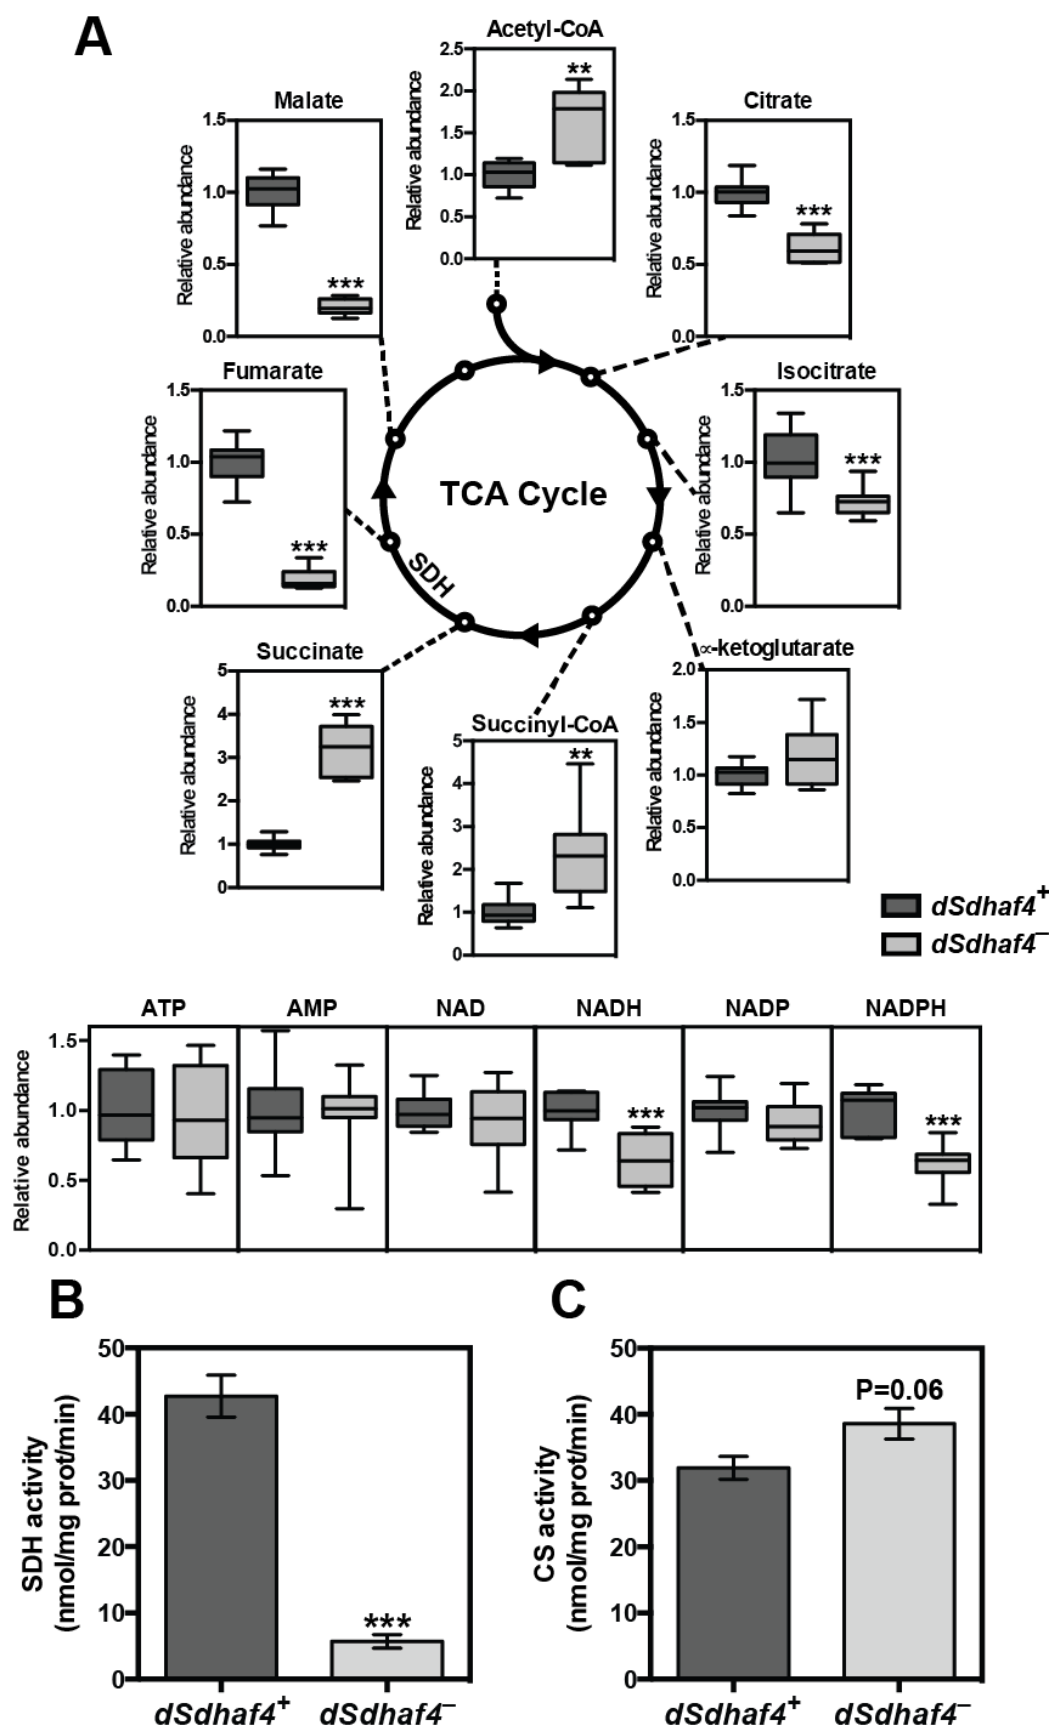 A
Acetyl-CoA
Relative abundance
2.5
2.0
1.5
1.0
0.5
0.0
**
Malate
Relative abundance
1.5
1.0
0.5
0.0
***
Citrate
Relative abundance
1.5
1.0
0.5
0.0
***
Fumarate
Relative abundance
1.5
1.0
0.5
0.0
***
TCA Cycle
SDH
Isocitrate
Relative abundance
1.5
1.0
0.5
0.0
***
Succinate
Relative abundance
5
4
3
2
1
0
***
Succinyl-CoA
Relative abundance
5
4
3
2
1
0
**
∝-ketoglutarate
Relative abundance
2.0
1.5
1.0
0.5
0.0
dSdhaf4+
dSdhaf4−
ATP AMP NAD NADH NADP NADPH
Relative abundance
1.5
1.0
0.5
0.0
***
***
B
SDH activity
(nmol/mg prot/min)
50
40
30
20
10
0
***
dSdhaf4+ dSdhaf4−
C
CS activity
(nmol/mg prot/min)
50
40
30
20
10
0
P=0.06
dSdhaf4+ dSdhaf4−